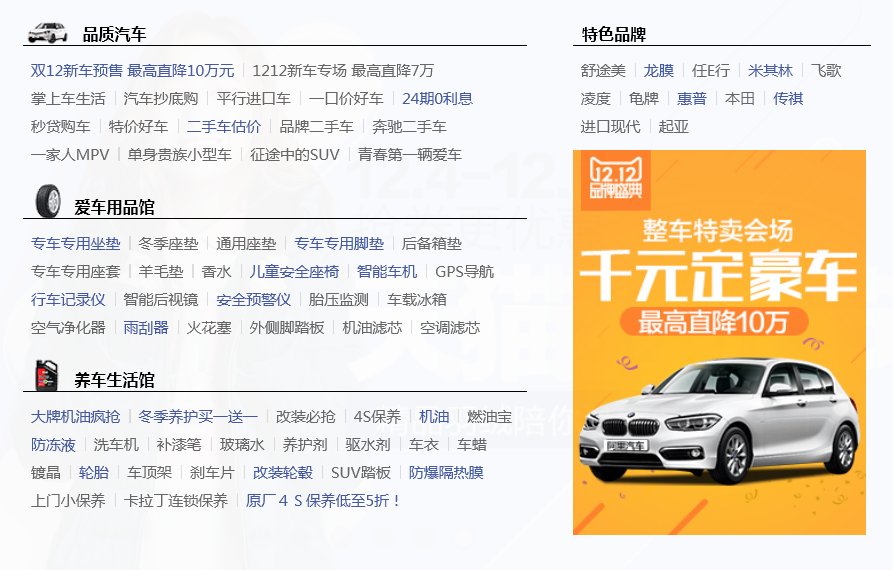 品质汽车
双12新车预售 最高直降10万元 | 1212新车专场 最高直降7万
掌上车生活 | 汽车抄底购 | 平行进口车 | 一口价好车 | 24期0利息
秒贷购车 | 特价好车 | 二手车估价 | 品牌二手车 | 奔驰二手车
一家人MPV | 单身贵族小型车 | 征途中的SUV | 青春第一辆爱车
爱车用品馆
专车专用坐垫 | 冬季座垫 | 通用座垫 | 专车专用脚垫 | 后备箱垫
专车专用座套 | 羊毛垫 | 香水 | 儿童安全座椅 | 智能车机 | GPS导航
行车记录仪 | 智能后视镜 | 安全预警仪 | 胎压监测 | 车载冰箱
空气净化器 | 雨刮器 | 火花塞 | 外侧脚踏板 | 机油滤芯 | 空调滤芯
养车生活馆
大牌机油疯抢 | 冬季养护买一送一 | 改装必抢 | 4S保养 | 机油 | 燃油宝
防冻液 | 洗车机 | 补漆笔 | 玻璃水 | 养护剂 | 驱水剂 | 车衣 | 车蜡
镀晶 | 轮胎 | 车顶架 | 刹车片 | 改装轮毂 | SUV踏板 | 防爆隔热膜
上门小保养 | 卡拉丁连锁保养 | 原厂４Ｓ保养低至5折！
特色品牌
舒途美 | 龙膜 | 任E行 | 米其林 | 飞歌
凌度 | 龟牌 | 惠普 | 本田 | 传祺
进口现代 | 起亚
12.12
品牌盛典
整车特卖会场
千元定豪车
最高直降10万
阿里汽车